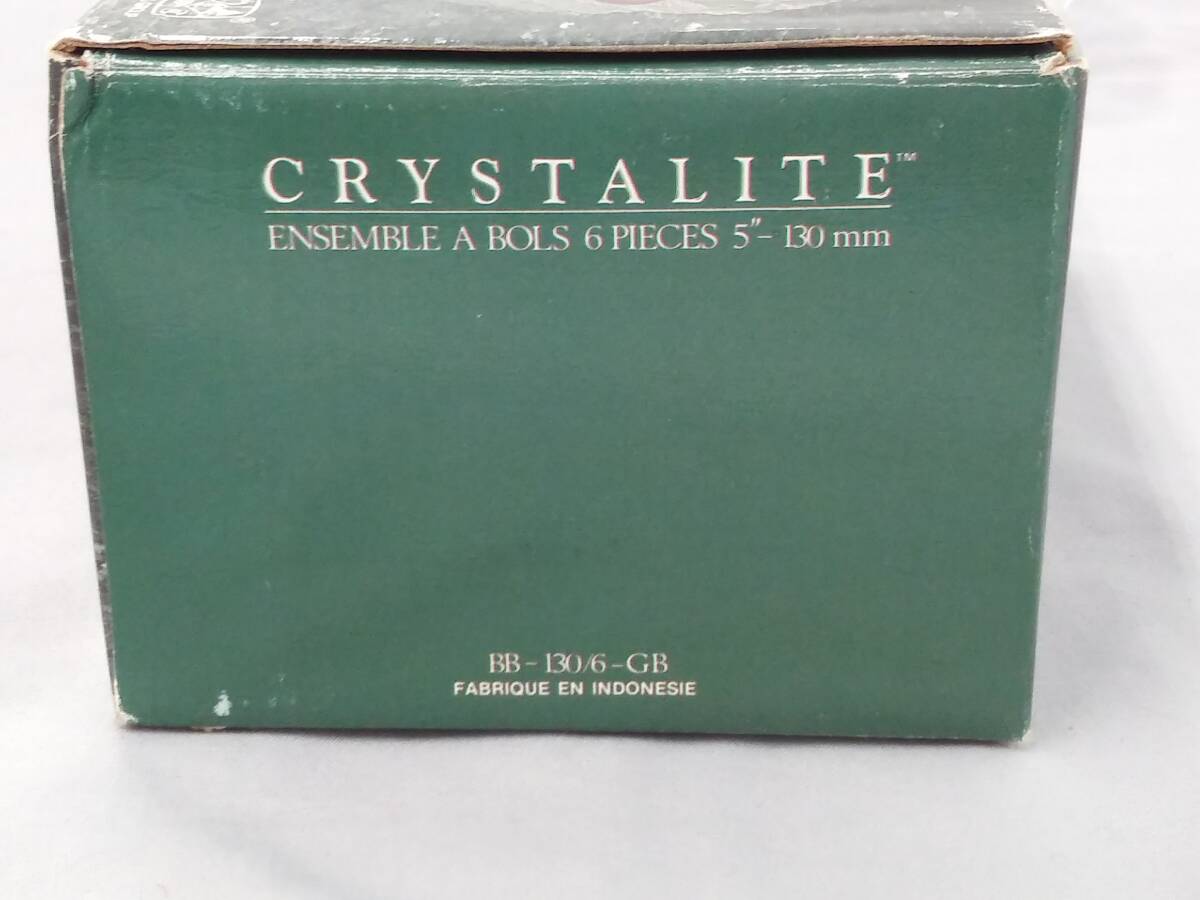 CRYSTALITE™
ENSEMBLE A BOLS 6 PIECES 5"- 130 mm
BB - 130/6 - GB
FABRIQUE EN INDONESIE